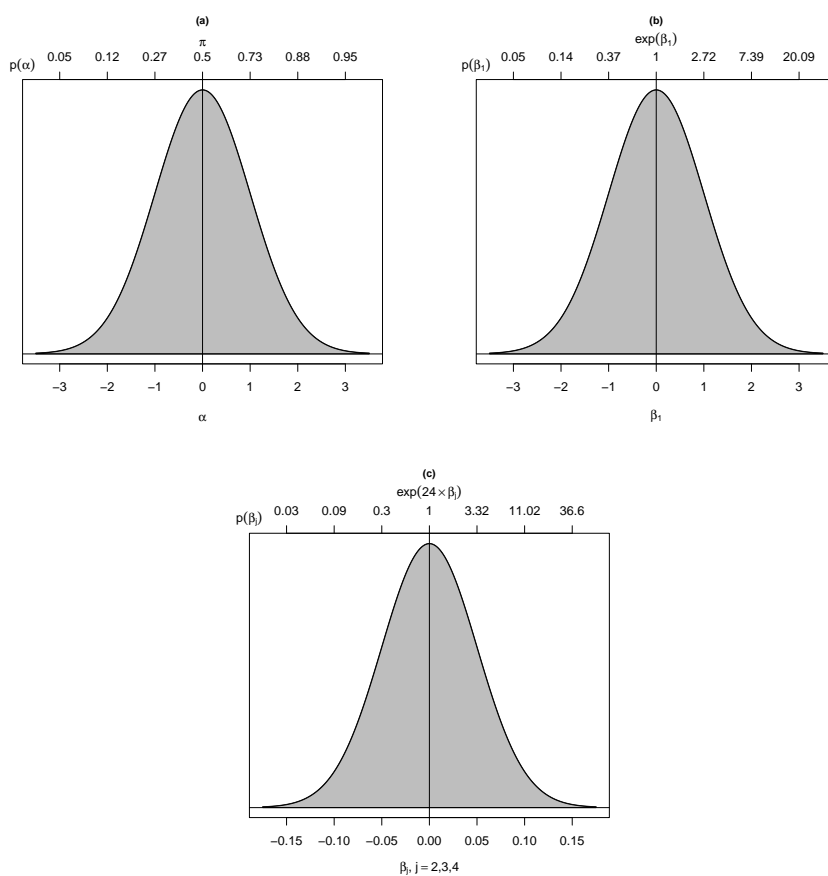 (a)
π
p(α) 0.05 0.12 0.27 0.5 0.73 0.88 0.95
−3 −2 −1 0 1 2 3
α
(b)
exp(β₁)
p(β₁) 0.05 0.14 0.37 1 2.72 7.39 20.09
−3 −2 −1 0 1 2 3
β₁
(c)
exp(24 × βⱼ)
p(βⱼ) 0.03 0.09 0.3 1 3.32 11.02 36.6
−0.15 −0.10 −0.05 0.00 0.05 0.10 0.15
βⱼ, j = 2,3,4